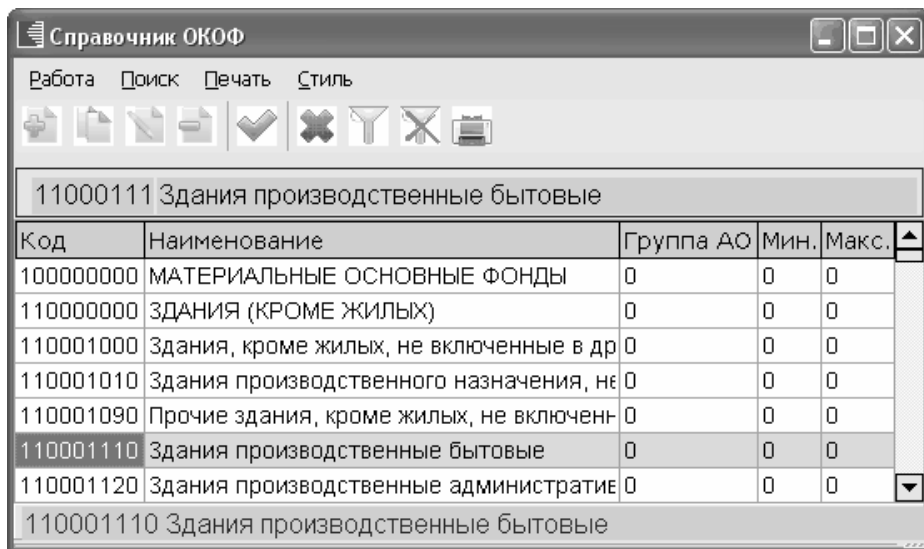 Справочник ОКОФ
Работа Поиск Печать Стиль
11000111 Здания производственные бытовые
Код Наименование Группа АО Мин. Макс.
100000000 МАТЕРИАЛЬНЫЕ ОСНОВНЫЕ ФОНДЫ 0 0 0
110000000 ЗДАНИЯ (КРОМЕ ЖИЛЫХ) 0 0 0
110001000 Здания, кроме жилых, не включенные в др 0 0 0
110001010 Здания производственного назначения, не 0 0 0
110001090 Прочие здания, кроме жилых, не включенн 0 0 0
110001110 Здания производственные бытовые 0 0 0
110001120 Здания производственные административ 0 0 0
110001110 Здания производственные бытовые